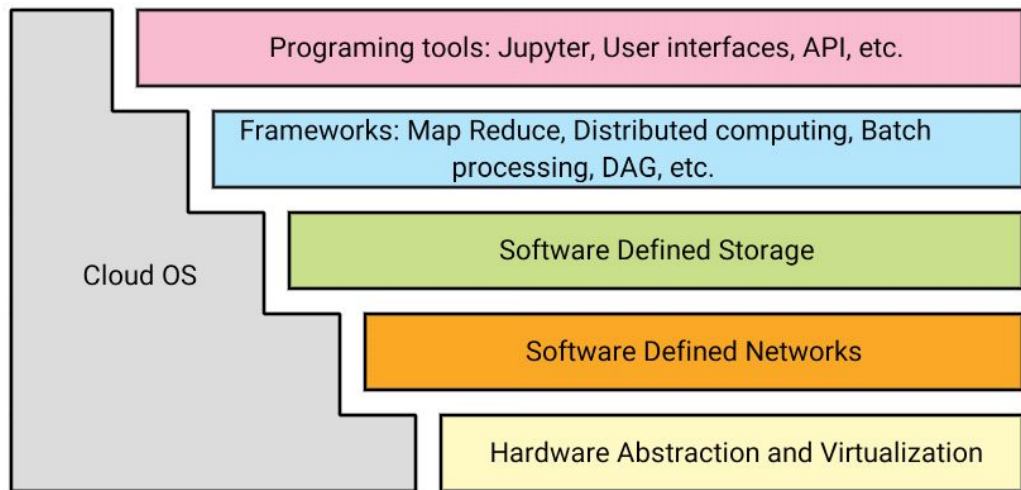 Programing tools: Jupyter, User interfaces, API, etc.
Frameworks: Map Reduce, Distributed computing, Batch
processing, DAG, etc.
Software Defined Storage
Cloud OS
Software Defined Networks
Hardware Abstraction and Virtualization